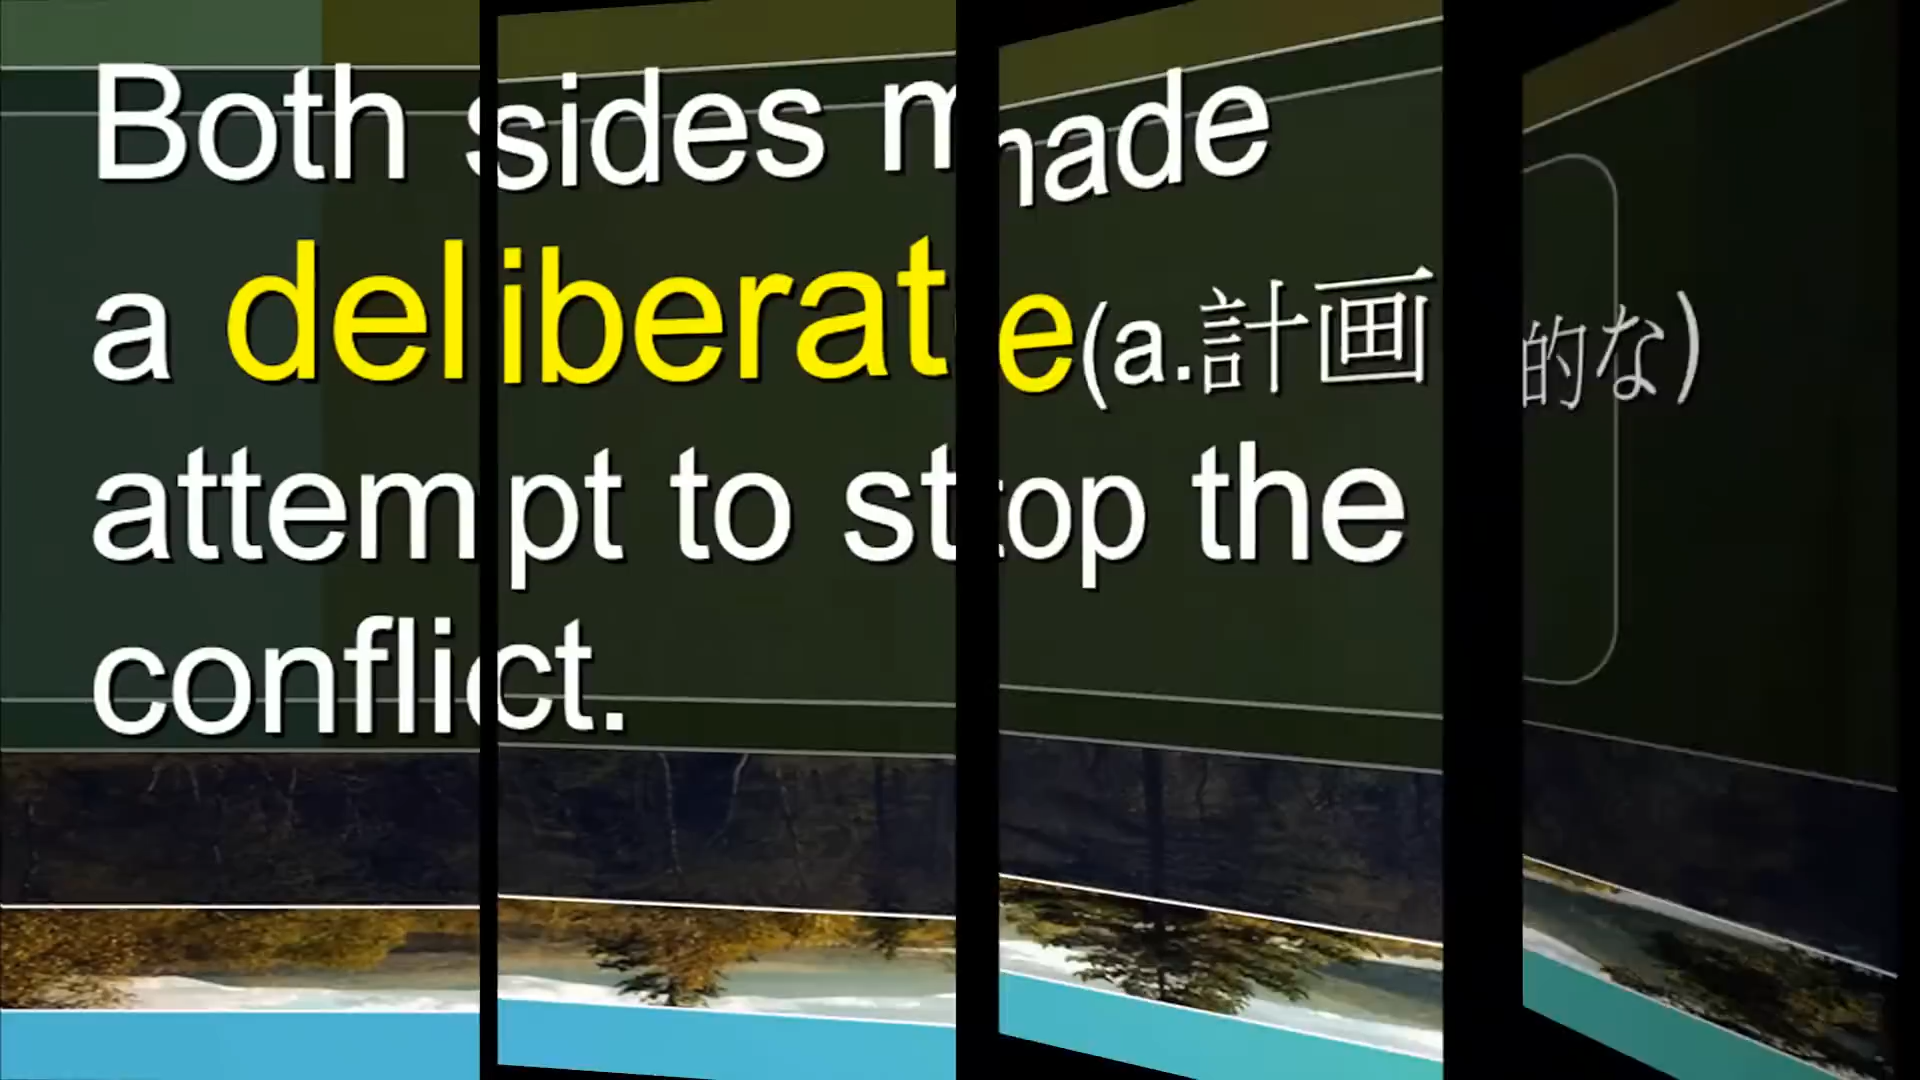 Both sides made
a deliberate(a.計画的な)
attempt to stop the
conflict.